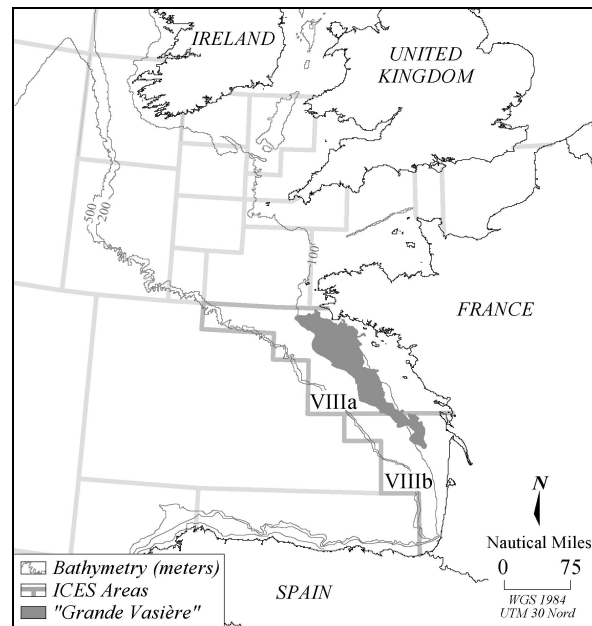 IRELAND
UNITED
KINGDOM
500
200
100
FRANCE
VIIIa
VIIIb
N
Nautical Miles
0 75
WGS 1984
UTM 30 Nord
SPAIN
Bathymetry (meters)
ICES Areas
"Grande Vasière"